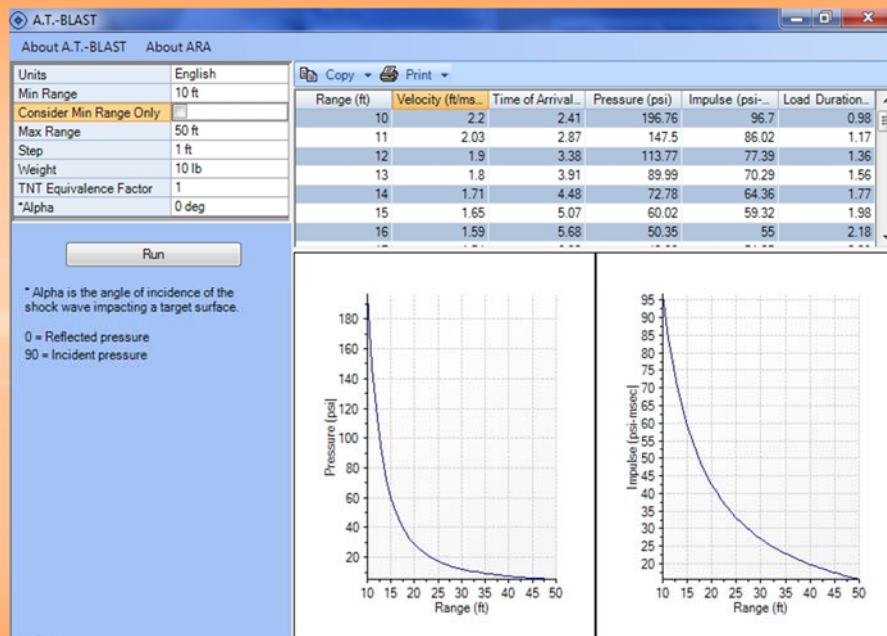 A.T.-BLAST
About A.T.-BLAST About ARA
Units English
Min Range 10 ft
Consider Min Range Only
Max Range 50 ft
Step 1 ft
Weight 10 lb
TNT Equivalence Factor 1
*Alpha 0 deg
Run
* Alpha is the angle of incidence of the
shock wave impacting a target surface.
0 = Reflected pressure
90 = Incident pressure
Copy Print
Range (ft) Velocity (ft/ms... Time of Arrival... Pressure (psi) Impulse (psi-... Load Duration...
10 2.2 2.41 196.76 96.7 0.98
11 2.03 2.87 147.5 86.02 1.17
12 1.9 3.38 113.77 77.39 1.36
13 1.8 3.91 89.99 70.29 1.56
14 1.71 4.48 72.78 64.36 1.77
15 1.65 5.07 60.02 59.32 1.98
16 1.59 5.68 50.35 55 2.18
Pressure [psi]
180
160
140
120
100
80
60
40
20
10 15 20 25 30 35 40 45 50
Range (ft)
Impulse [psi-msec]
95
90
85
80
75
70
65
60
55
50
45
40
35
30
25
20
10 15 20 25 30 35 40 45 50
Range (ft)